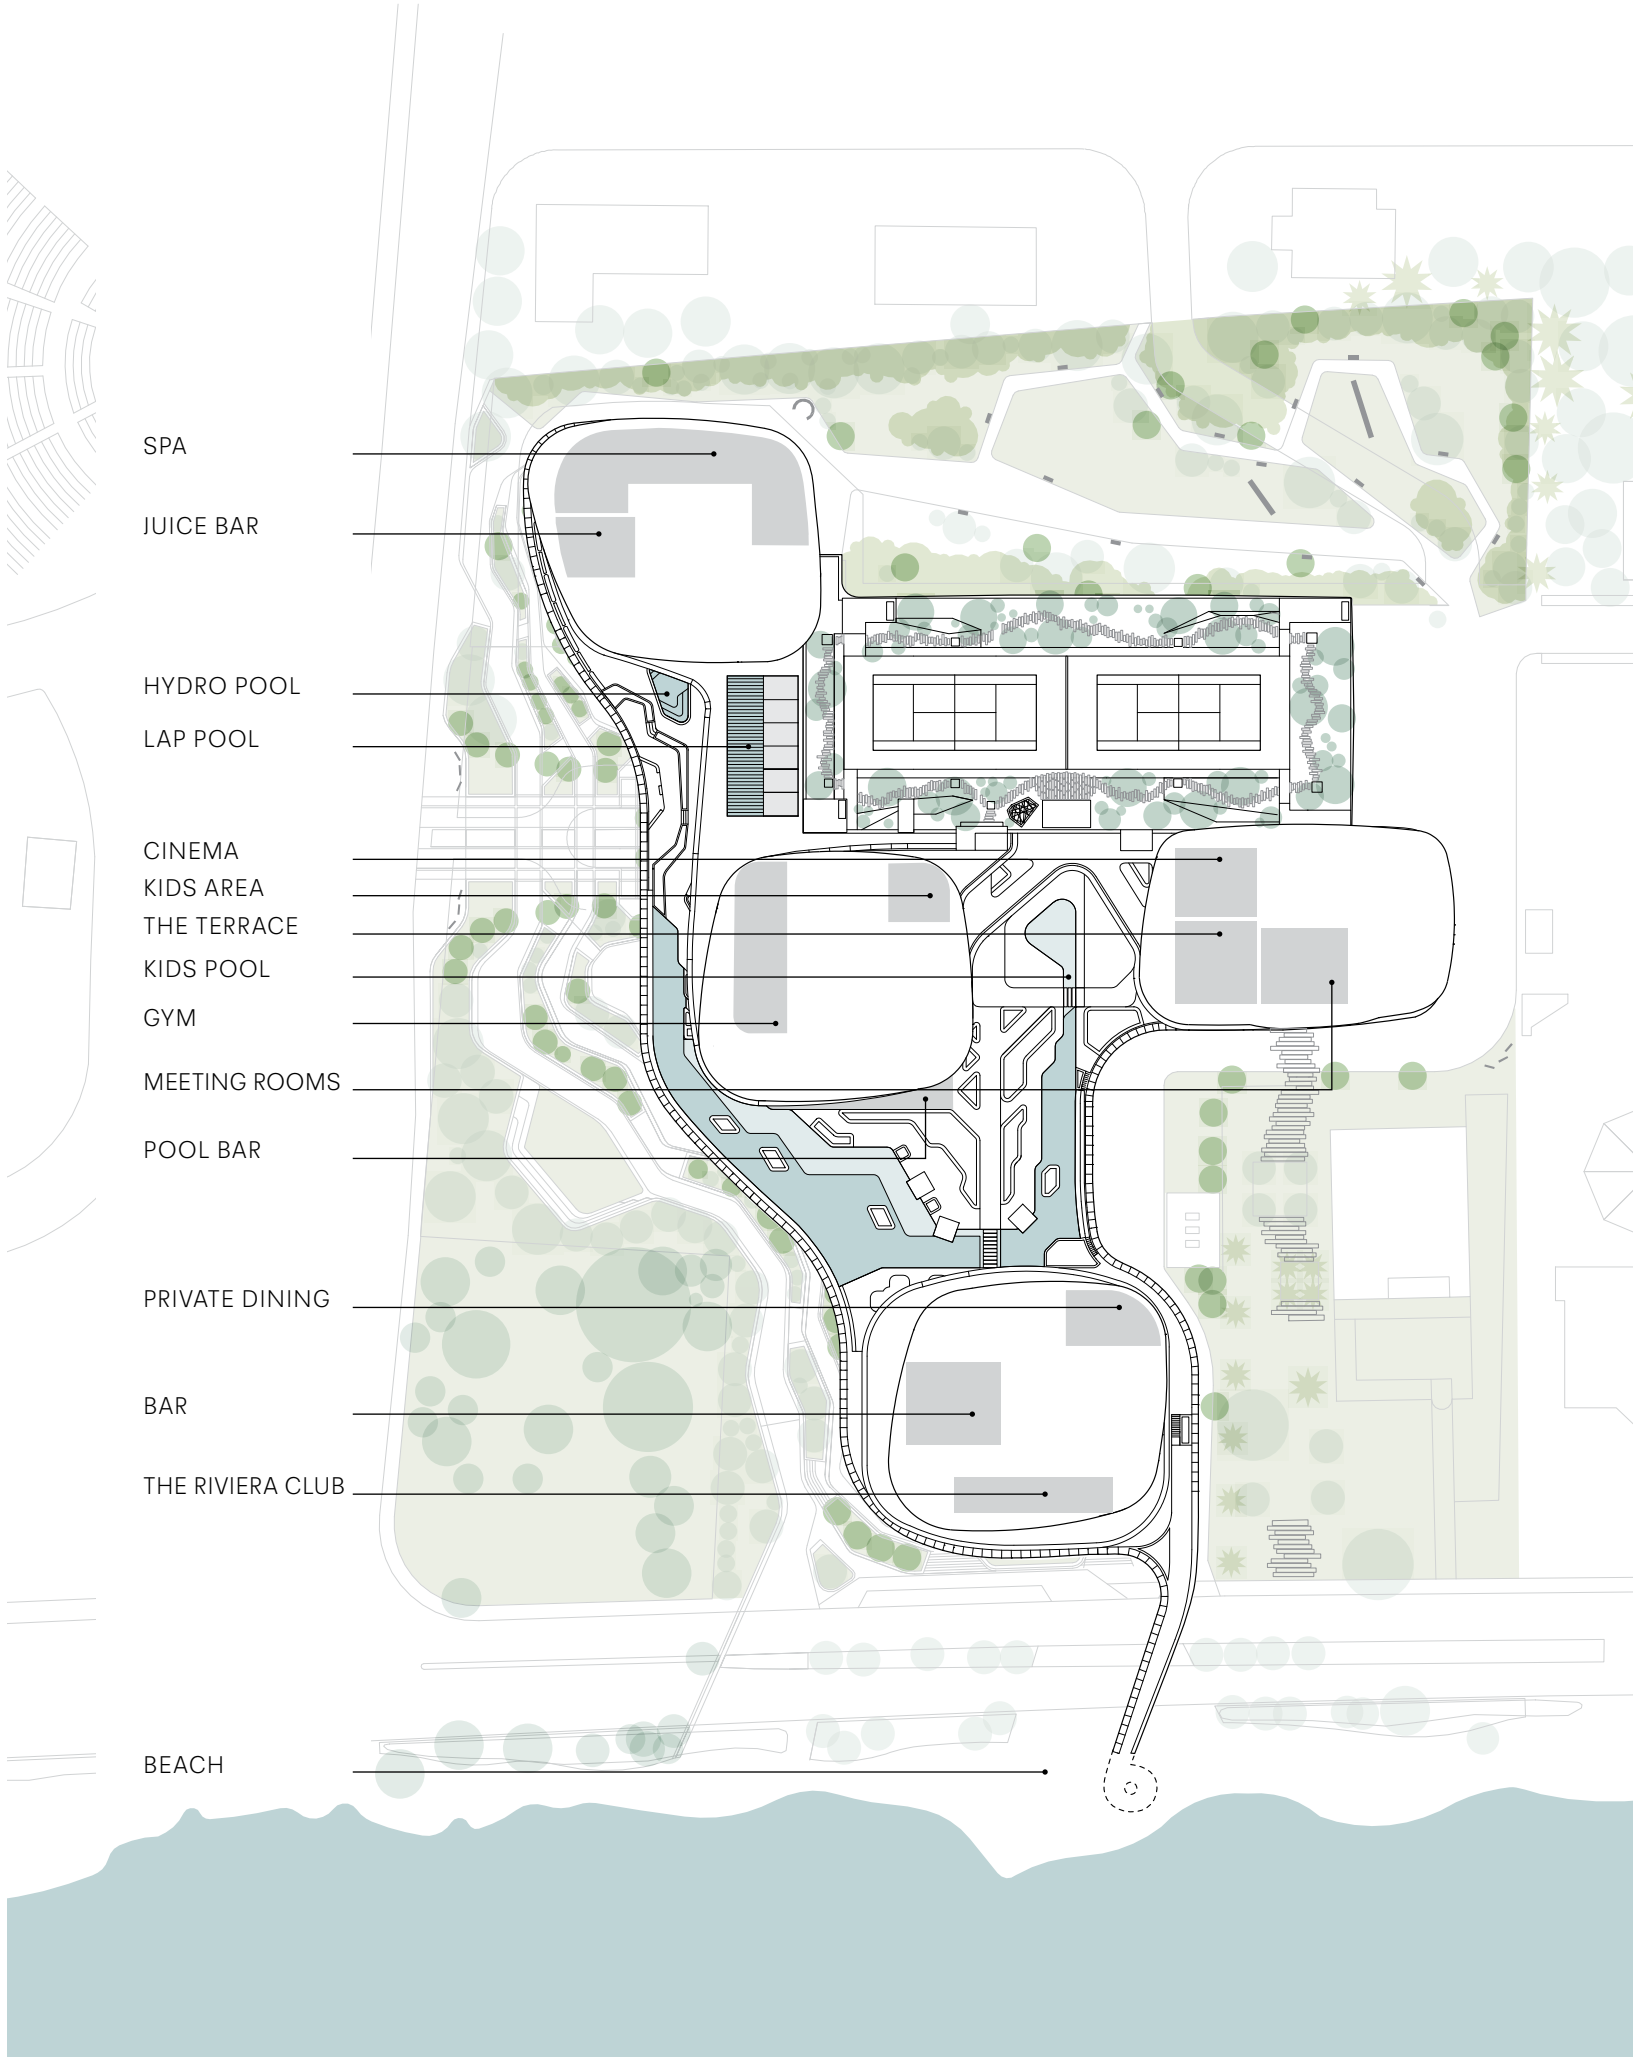 SPA
JUICE BAR
HYDRO POOL
LAP POOL
CINEMA
KIDS AREA
THE TERRACE
KIDS POOL
GYM
MEETING ROOMS
POOL BAR
PRIVATE DINING
BAR
THE RIVIERA CLUB
BEACH